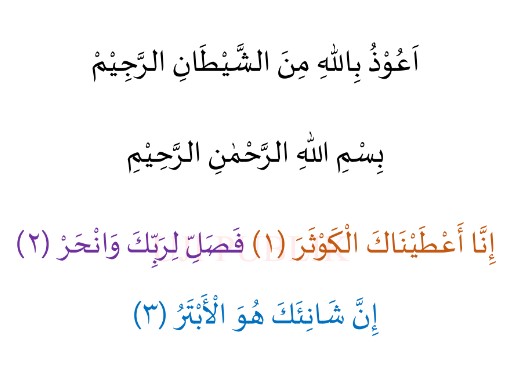 اَعُوْذُ بِاللهِ مِنَ الشَّيْطَانِ الرَّجِيْمْ
بِسْمِ اللهِ الرَّحْمٰنِ الرَّحِيْمِ
إِنَّا أَعْطَيْنَاكَ الْكَوْثَرَ (١) فَصَلِّ لِرَبِّكَ وَانْحَرْ (٢)
إِنَّ شَانِئَكَ هُوَ الْأَبْتَرُ (٣)